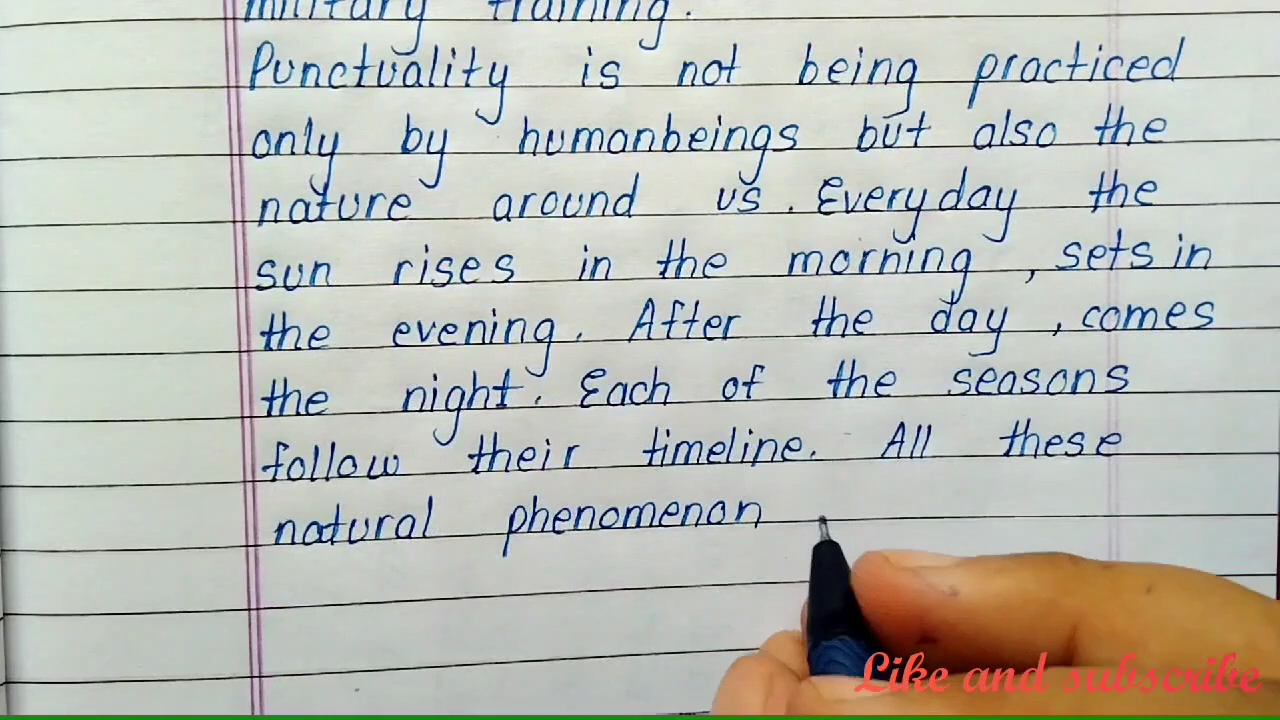 military training.
Punctuality is not being practiced
only by humanbeings but also the
nature around us. Everyday the
sun rises in the morning, sets in
the evening. After the day, comes
the night. Each of the seasons
follow their timeline. All these
natural phenomenon
Like and subscribe